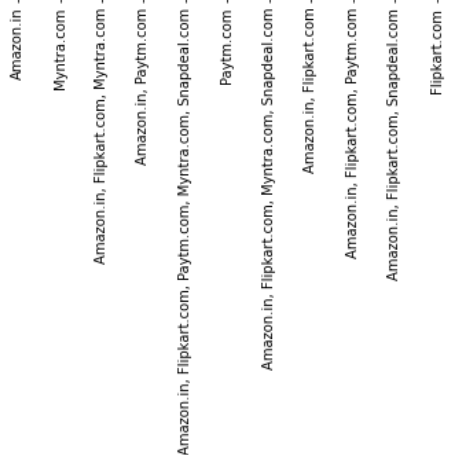 Amazon.in
Myntra.com
Amazon.in, Flipkart.com, Myntra.com
Amazon.in, Paytm.com
Amazon.in, Flipkart.com, Paytm.com, Myntra.com, Snapdeal.com
Paytm.com
Amazon.in, Flipkart.com, Myntra.com, Snapdeal.com
Amazon.in, Flipkart.com
Amazon.in, Flipkart.com, Paytm.com
Amazon.in, Flipkart.com, Snapdeal.com
Flipkart.com